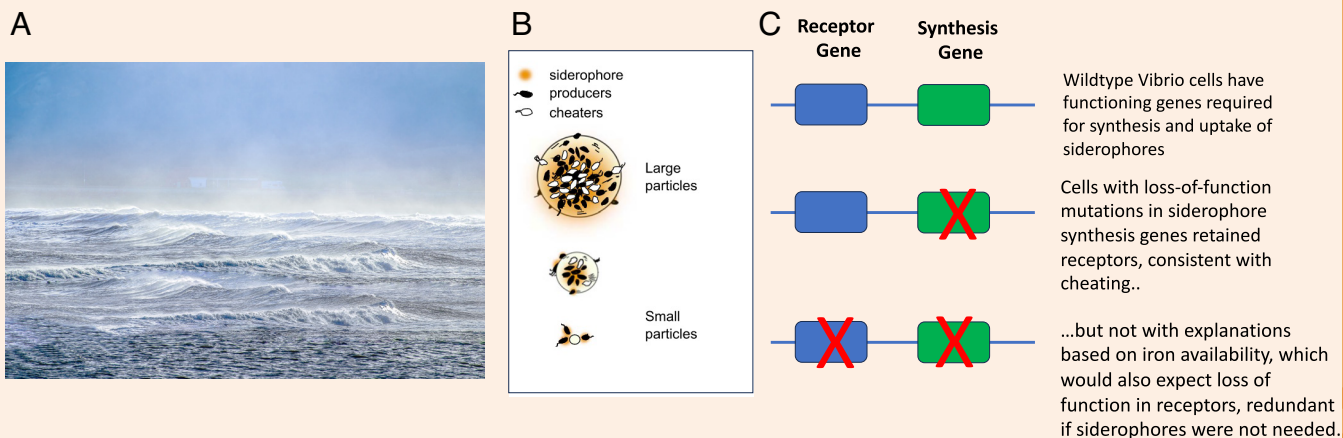 A
B
siderophore
producers
cheaters
Large
particles
Small
particles
C
Receptor
Gene
Synthesis
Gene
Wildtype Vibrio cells have
functioning genes required
for synthesis and uptake of
siderophores
Cells with loss-of-function
mutations in siderophore
synthesis genes retained
receptors, consistent with
cheating..
...but not with explanations
based on iron availability, which
would also expect loss of
function in receptors, redundant
if siderophores were not needed.